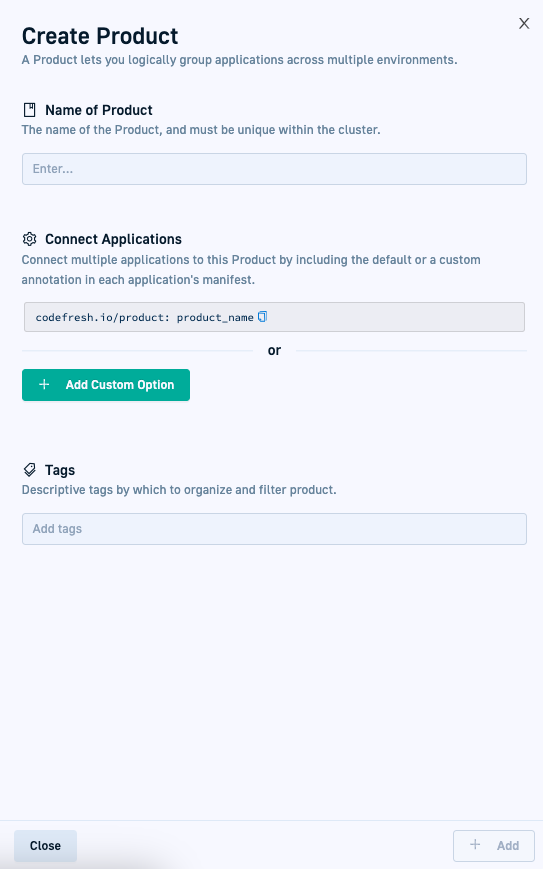 Create Product
A Product lets you logically group applications across multiple environments.
Name of Product
The name of the Product, and must be unique within the cluster.
Enter...
Connect Applications
Connect multiple applications to this Product by including the default or a custom
annotation in each application's manifest.
codefresh.io/product: product_name
or
+ Add Custom Option
Tags
Descriptive tags by which to organize and filter product.
Add tags
Close
+ Add